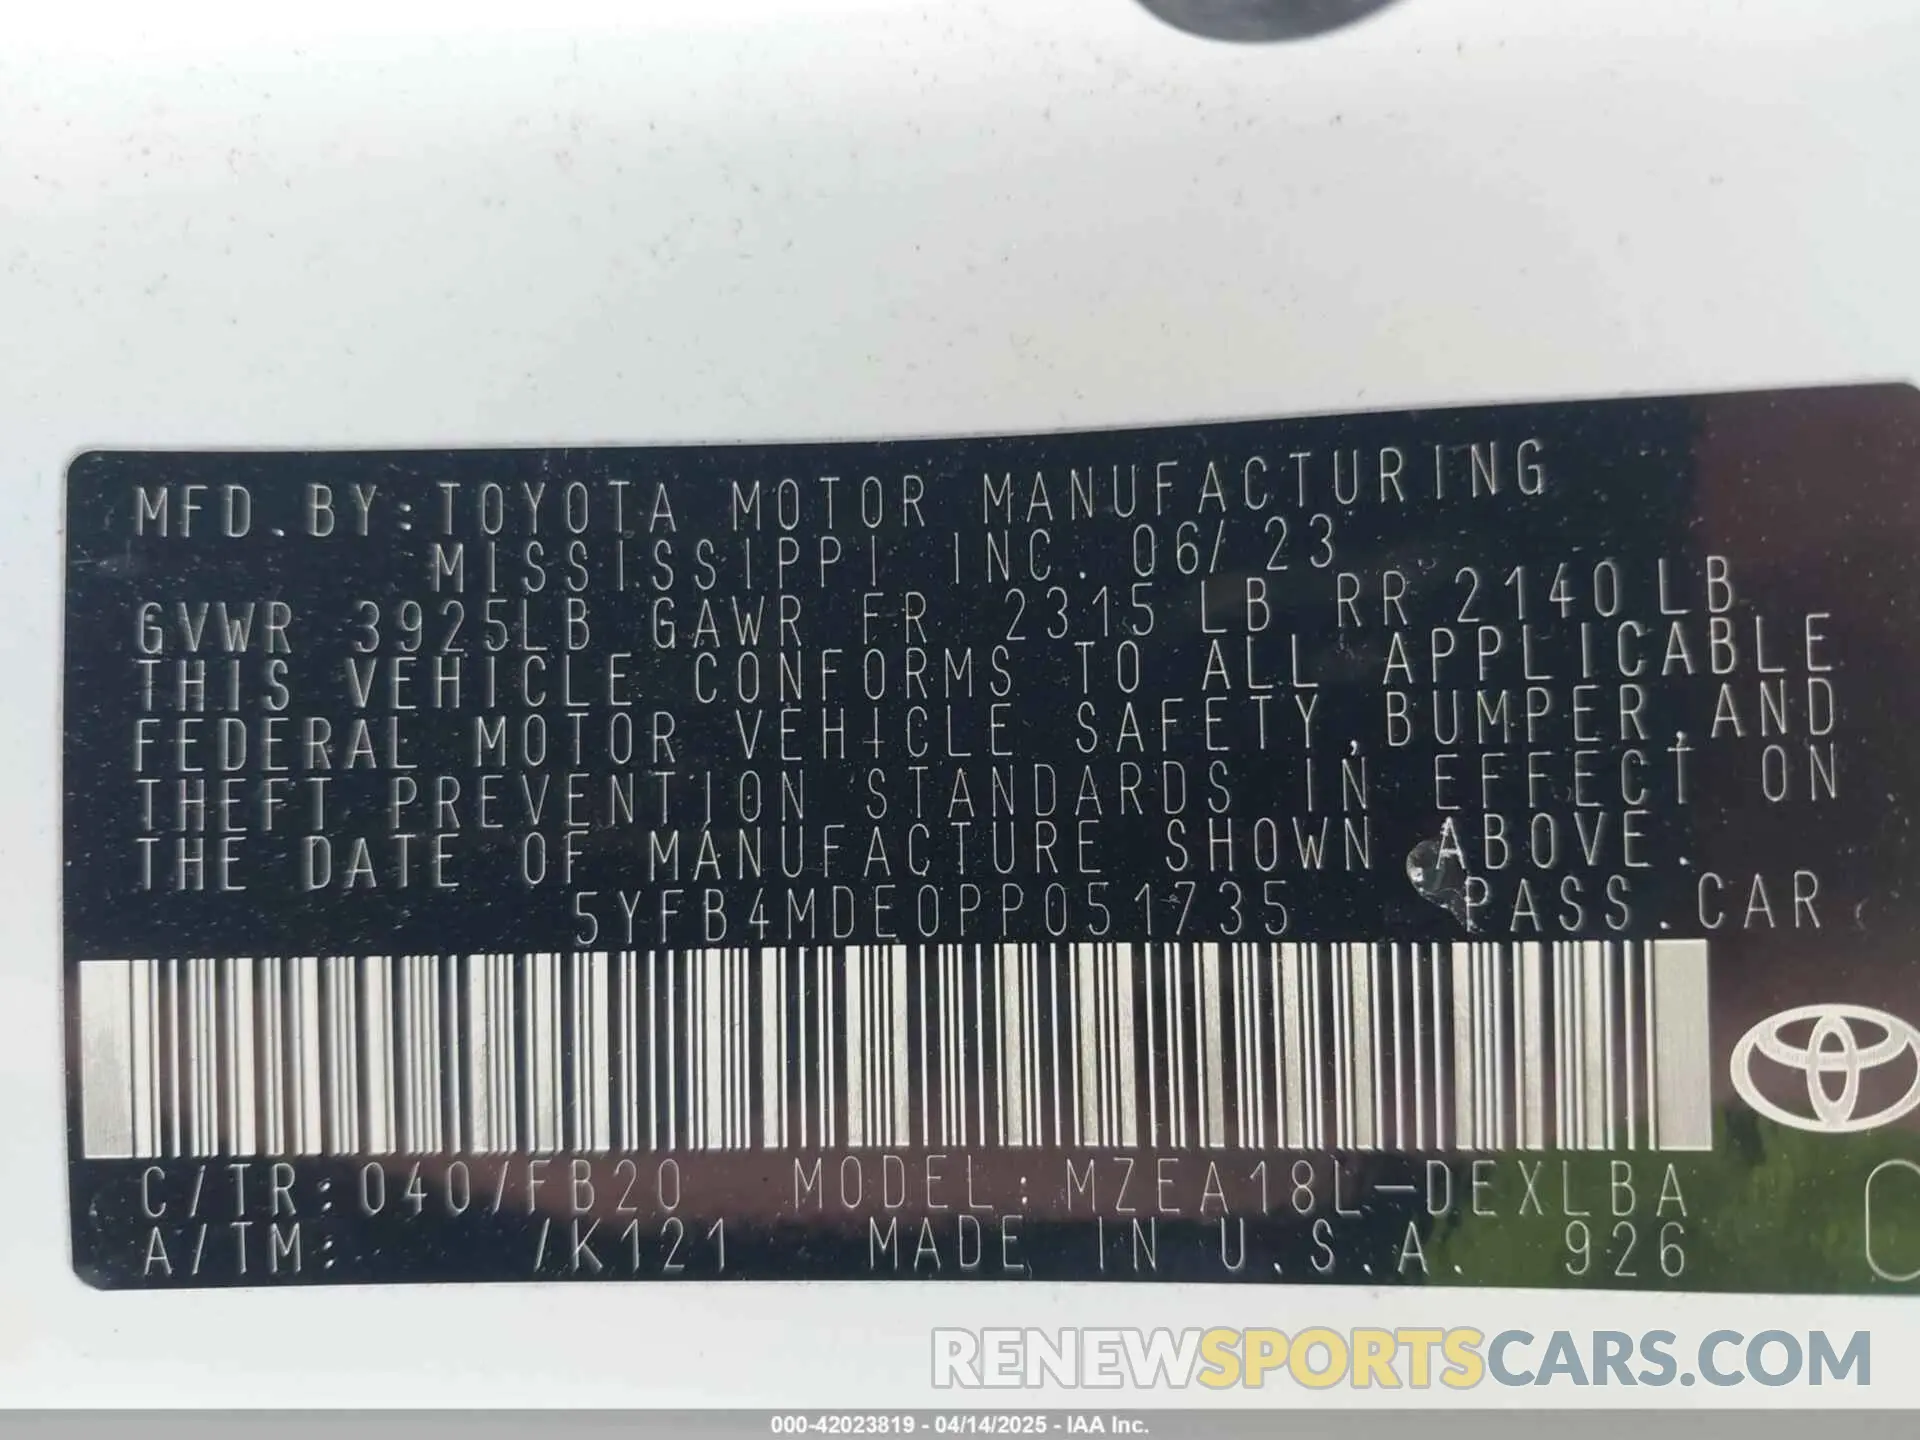 MFD.BY:TOYOTA MOTOR MANUFACTURING
MISSISSIPPI INC. 06/23
GVWR 3925LB GAWR FR 2315LB RR 2140LB
THIS VEHICLE CONFORMS TO ALL APPLICABLE
FEDERAL MOTOR VEHICLE SAFETY,BUMPER,AND
THEFT PREVENTION STANDARDS IN EFFECT ON
THE DATE OF MANUFACTURE SHOWN ABOVE.
5YFB4MDE0PP051735 PASS.CAR
C/TR:040/FB20 MODEL:MZEA18L-DEXLBA
A/TM: /K121 MADE IN U.S.A. 926
RENEWSPORTSCARS.COM
000-42023819 - 04/14/2025 - IAA Inc.